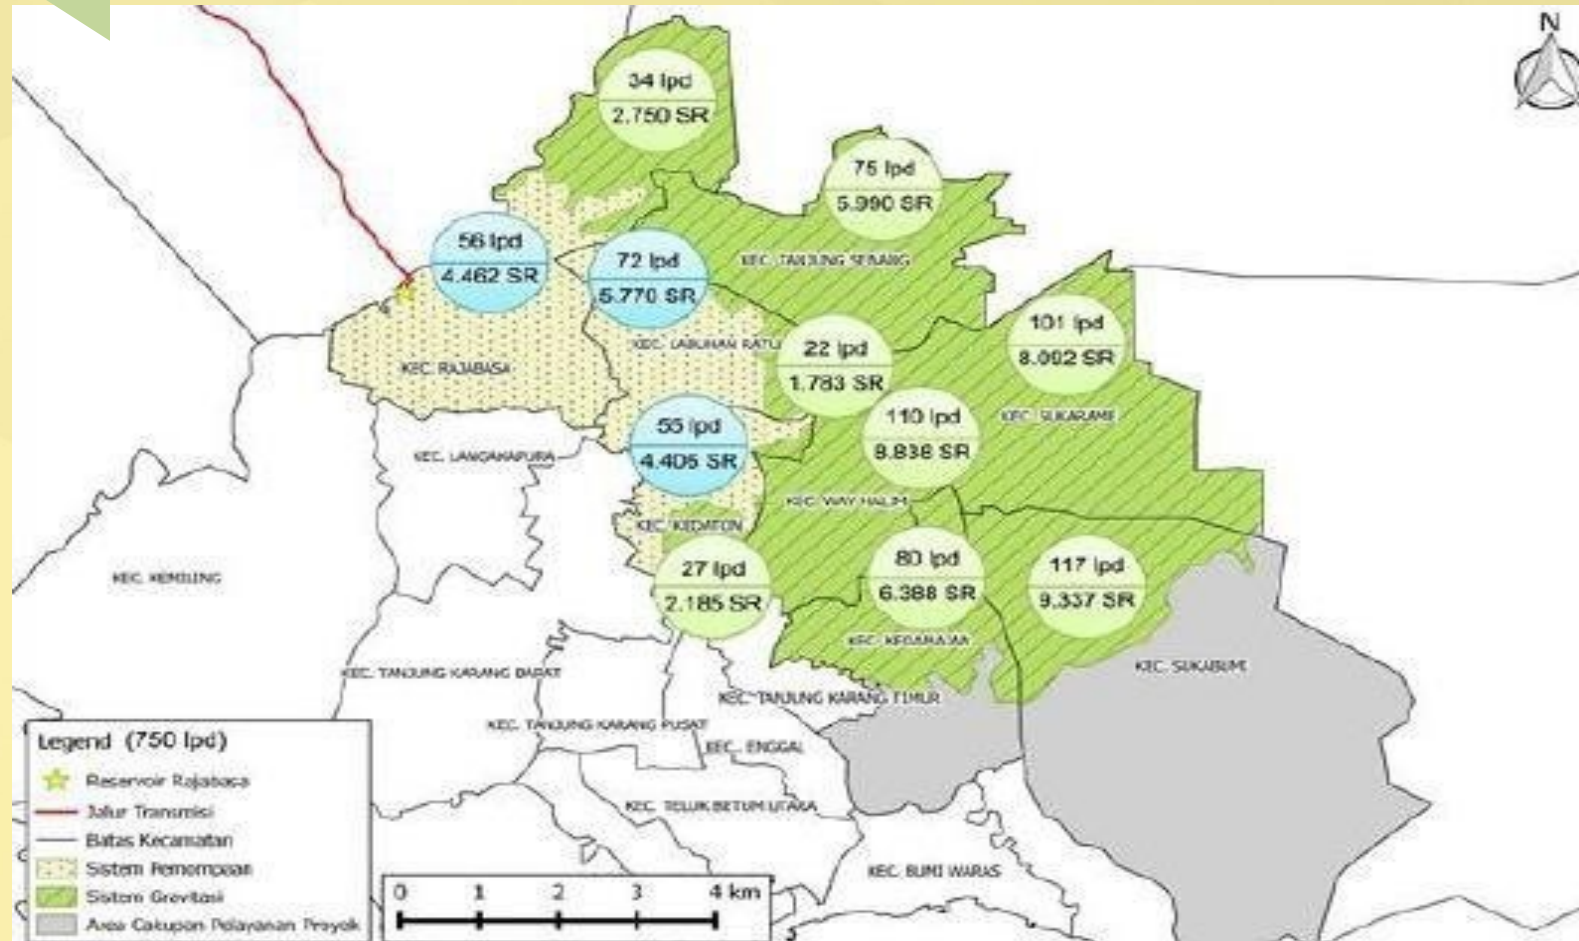 N
34 lpd
2.750 SR
75 lpd
5.990 SR
56 lpd
4.462 SR
72 lpd
5.770 SR
KEC. TANJUNG SENANG
101 lpd
8.092 SR
KEC. LABUHAN RATU
22 lpd
1.783 SR
KEC. RAJABASA
110 lpd
8.838 SR
KEC. SUKARAME
55 lpd
4.405 SR
KEC. LANGKAPURA
KEC. WAY HALIM
KEC. KEDATON
KEC. KEMILING
27 lpd
2.185 SR
80 lpd
6.388 SR
117 lpd
9.337 SR
KEC. SUKABUMI
KEC. TANJUNG KARANG BARAT
KEC. TANJUNG KARANG TIMUR
KEC. TANJUNG KARANG PUSAT
KEC. ENGGAL
KEC. TELUK BETUNG UTARA
KEC. BUMI WARAS
Legend (750 lpd)
Reservoir Rajabasa
Jalur Transmisi
Batas Kecamatan
Sistem Pemompaan
Sistem Gravitasi
Area Cakupan Pelayanan Proyek
0 1 2 3 4 km